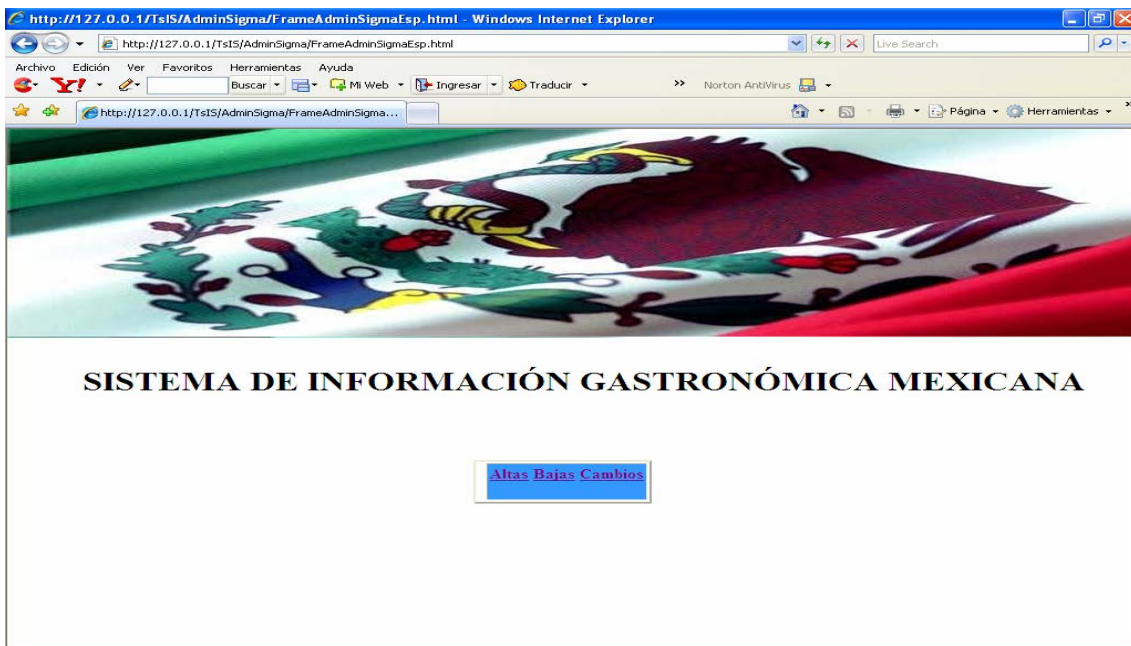 http://127.0.0.1/TsIS/AdminSigma/FrameAdminSigmaEsp.html - Windows Internet Explorer
http://127.0.0.1/TsIS/AdminSigma/FrameAdminSigmaEsp.html Live Search
Archivo Edición Ver Favoritos Herramientas Ayuda
Y! Buscar Mi Web Ingresar Traducir >> Norton AntiVirus
http://127.0.0.1/TsIS/AdminSigma/FrameAdminSigma... Página Herramientas >>
SISTEMA DE INFORMACIÓN GASTRONÓMICA MEXICANA
Altas Bajas Cambios